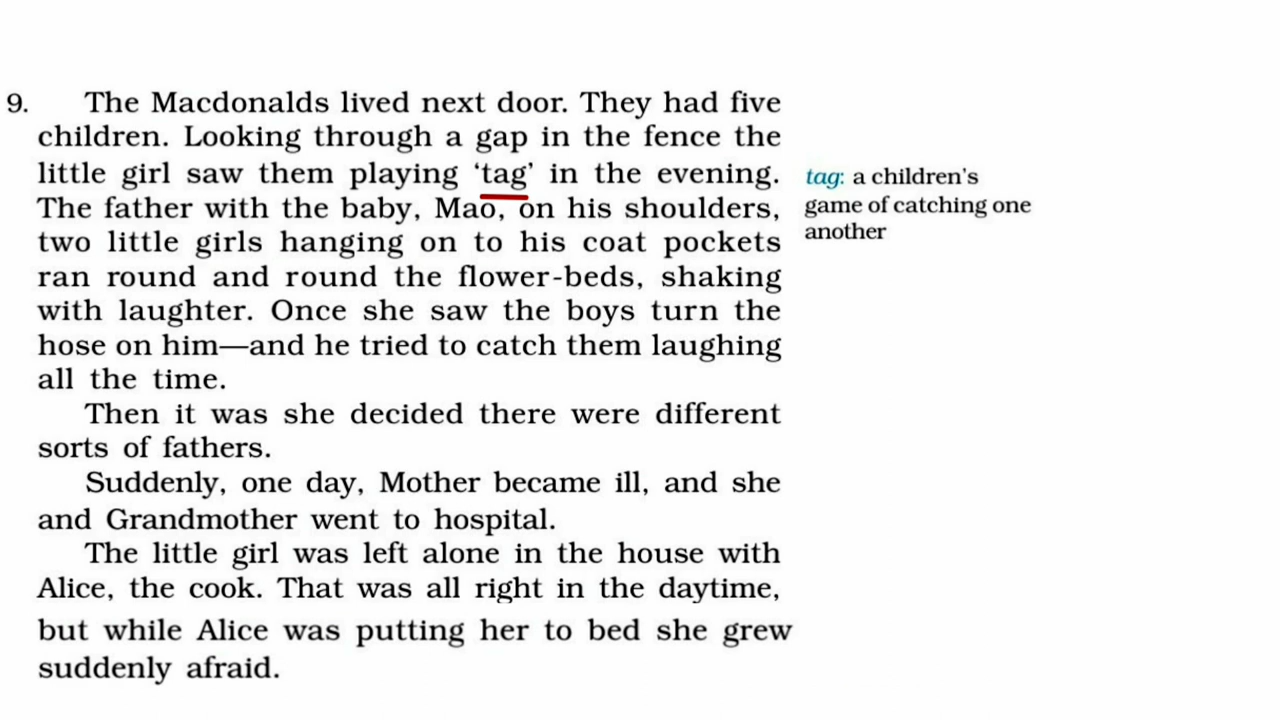 9. The Macdonalds lived next door. They had five
children. Looking through a gap in the fence the
little girl saw them playing ‘tag’ in the evening.
The father with the baby, Mao, on his shoulders,
two little girls hanging on to his coat pockets
ran round and round the flower-beds, shaking
with laughter. Once she saw the boys turn the
hose on him—and he tried to catch them laughing
all the time.
Then it was she decided there were different
sorts of fathers.
Suddenly, one day, Mother became ill, and she
and Grandmother went to hospital.
The little girl was left alone in the house with
Alice, the cook. That was all right in the daytime,
but while Alice was putting her to bed she grew
suddenly afraid.
tag: a children's
game of catching one
another